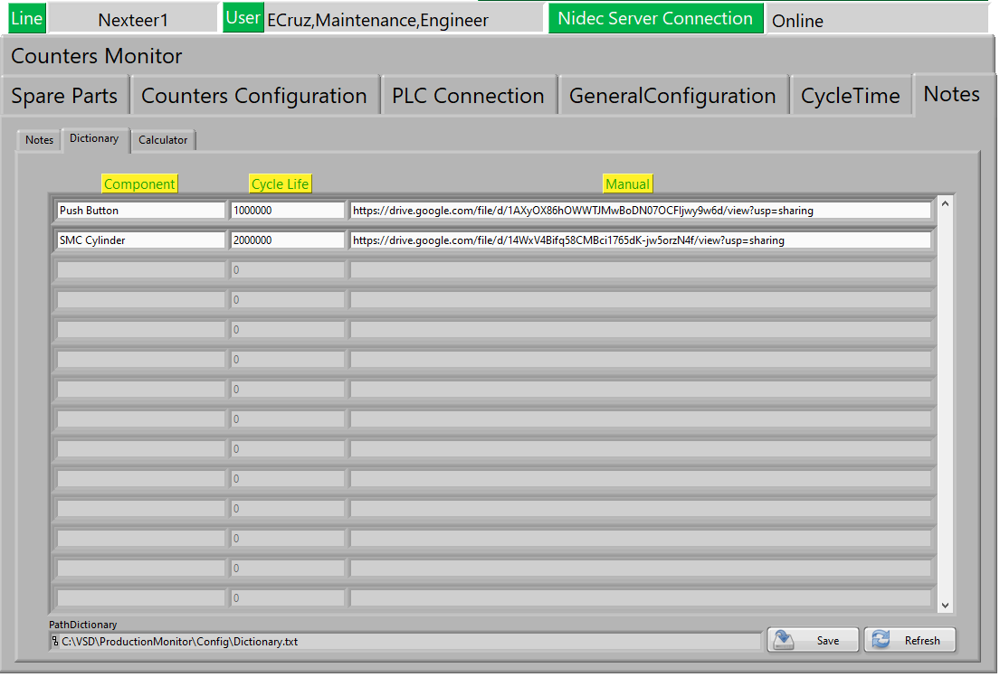 Line Nexteer1 User ECruz,Maintenance,Engineer Nidec Server Connection Online
Counters Monitor
Spare Parts Counters Configuration PLC Connection GeneralConfiguration CycleTime Notes
Notes Dictionary Calculator
Component Cycle Life Manual
Push Button 1000000 https://drive.google.com/file/d/1AXyOX86hOWWTJMwBoDN07OCFIjwy9w6d/view?usp=sharing
SMC Cylinder 2000000 https://drive.google.com/file/d/14WxV4Bifq58CMBci1765dK-jw5orzN4f/view?usp=sharing
0
0
0
0
0
0
0
0
0
0
0
0
PathDictionary
C:\VSD\ProductionMonitor\Config\Dictionary.txt Save Refresh